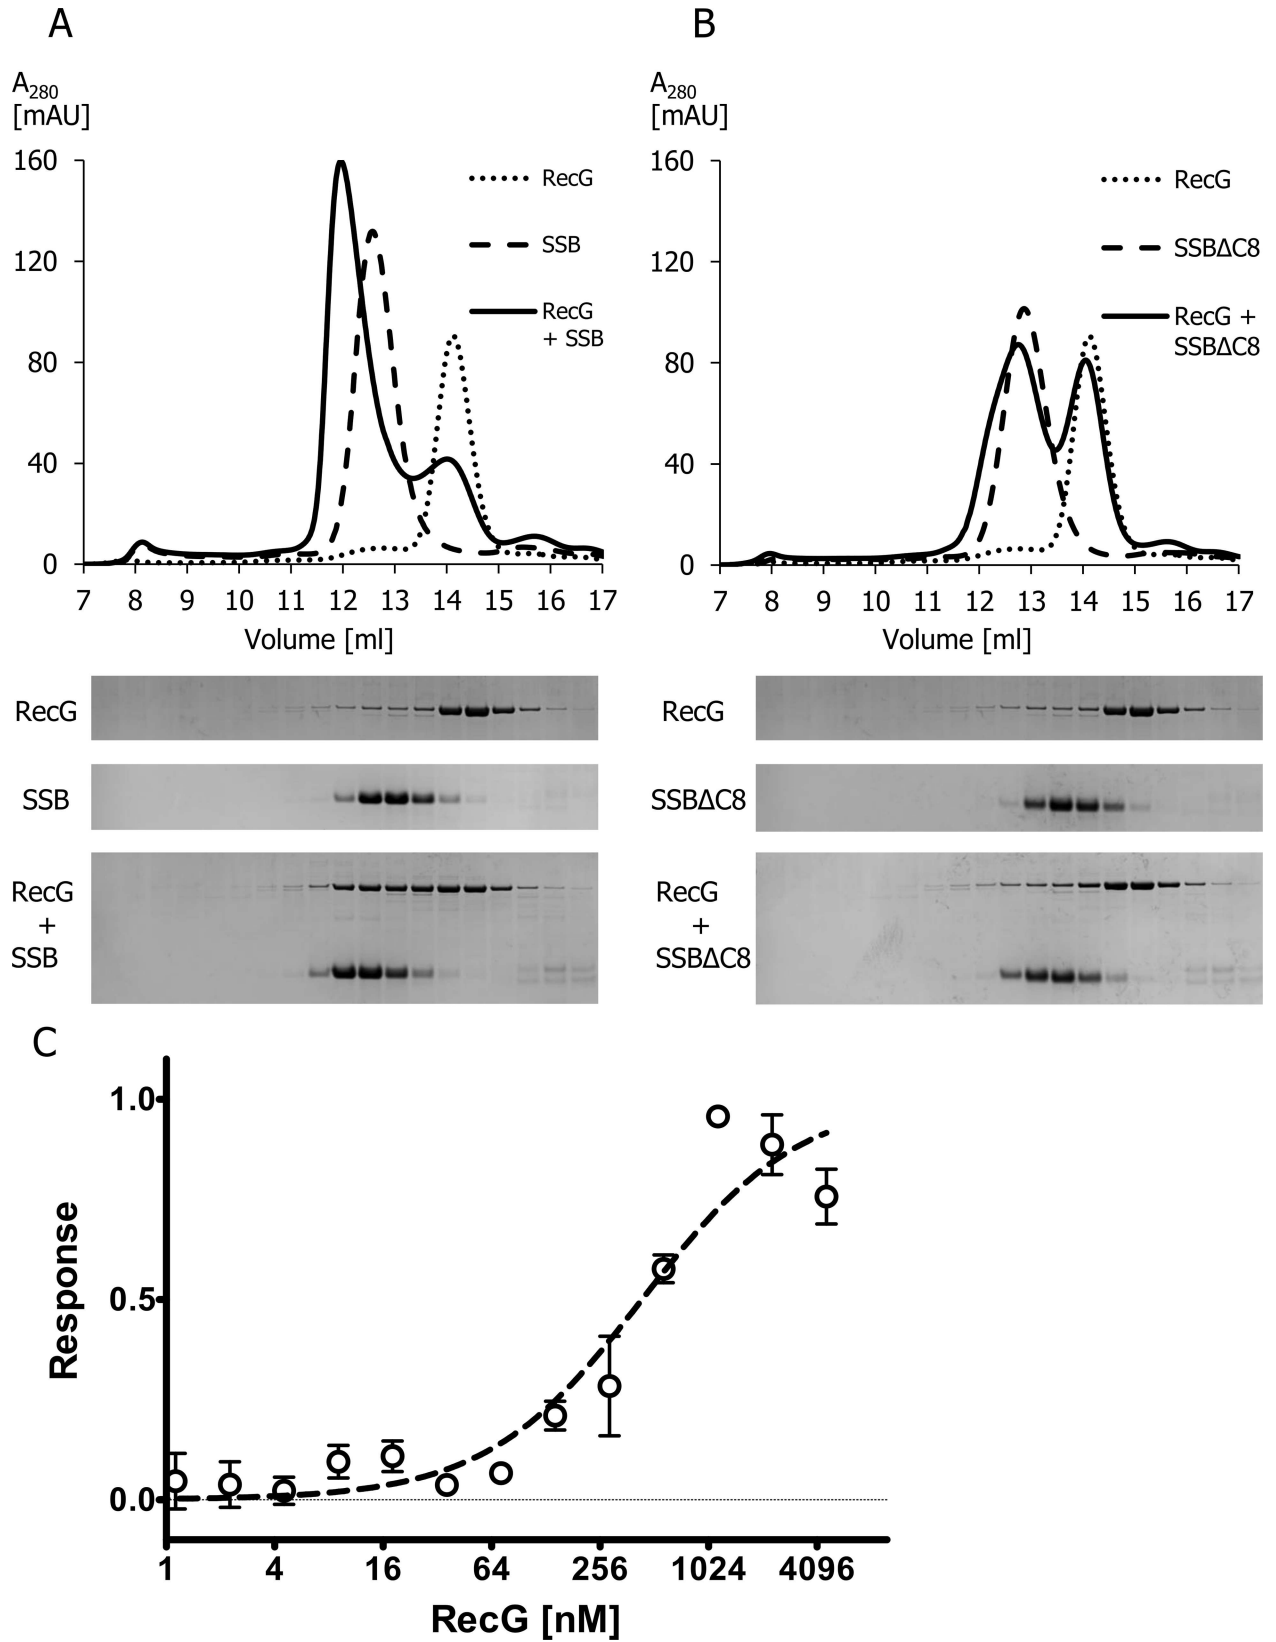 A
A280
[mAU]
160
120
80
40
0
7 8 9 10 11 12 13 14 15 16 17
Volume [ml]
RecG
SSB
RecG
+ SSB
RecG
SSB
RecG
+
SSB
B
A280
[mAU]
160
120
80
40
0
7 8 9 10 11 12 13 14 15 16 17
Volume [ml]
RecG
SSBΔC8
RecG +
SSBΔC8
RecG
SSBΔC8
RecG
+
SSBΔC8
C
Response
1.0
0.5
0.0
1 4 16 64 256 1024 4096
RecG [nM]